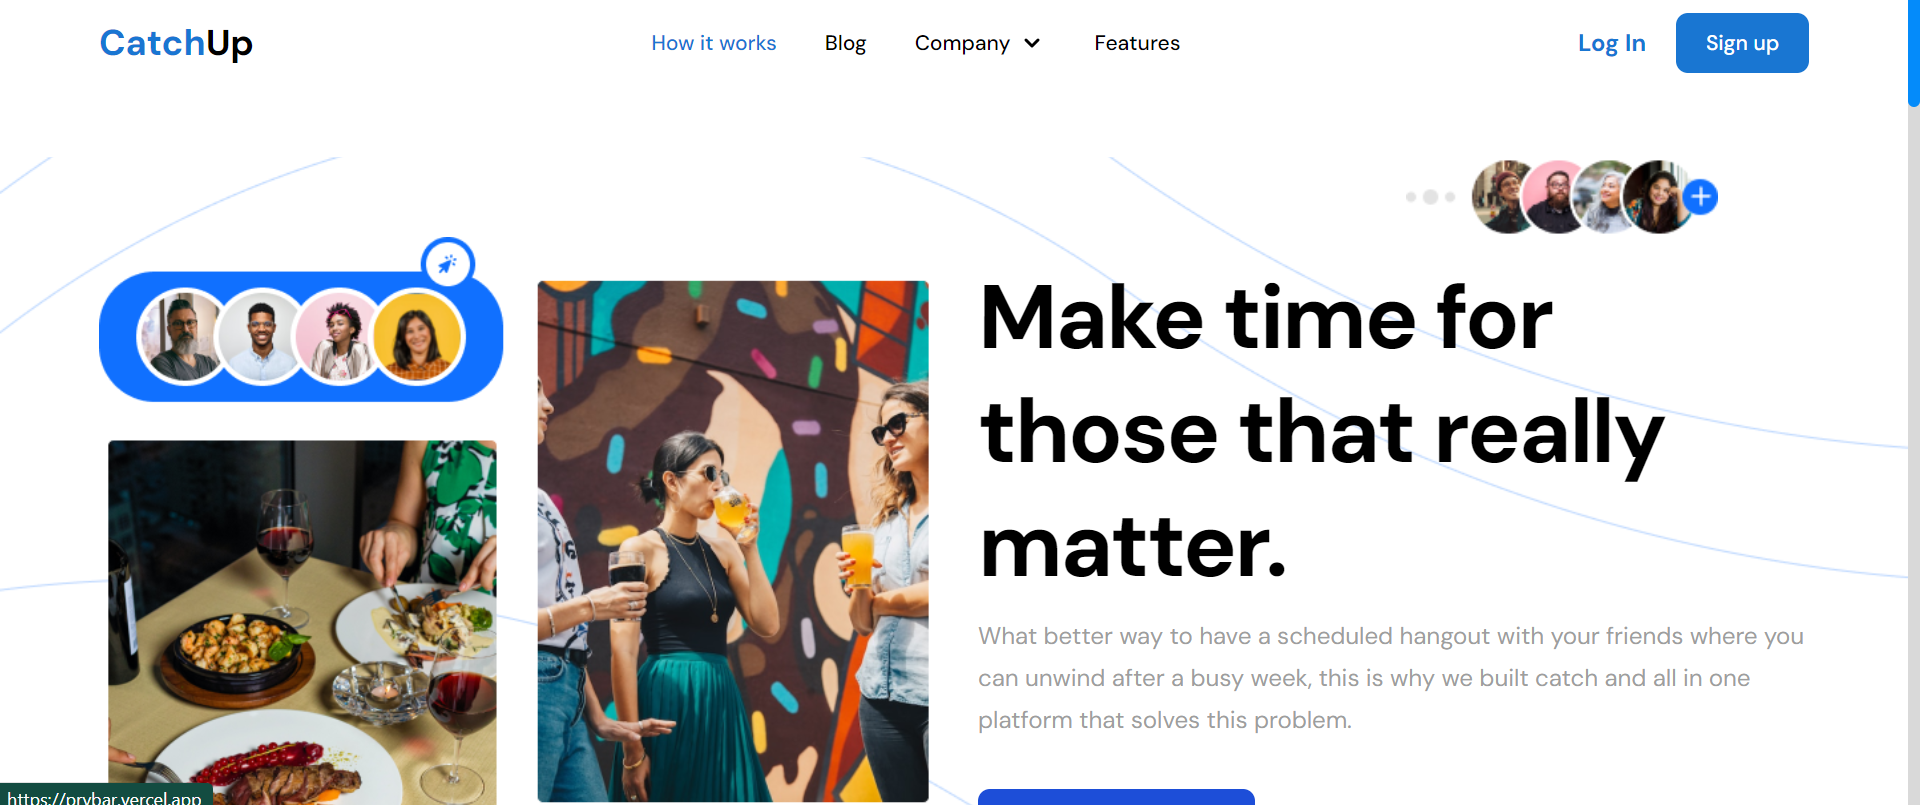 CatchUp
How it works
Blog
Company
Features
Log In
Sign up
Make time for
those that really
matter.
What better way to have a scheduled hangout with your friends where you
can unwind after a busy week, this is why we built catch and all in one
platform that solves this problem.
https://prybar.vercel.app